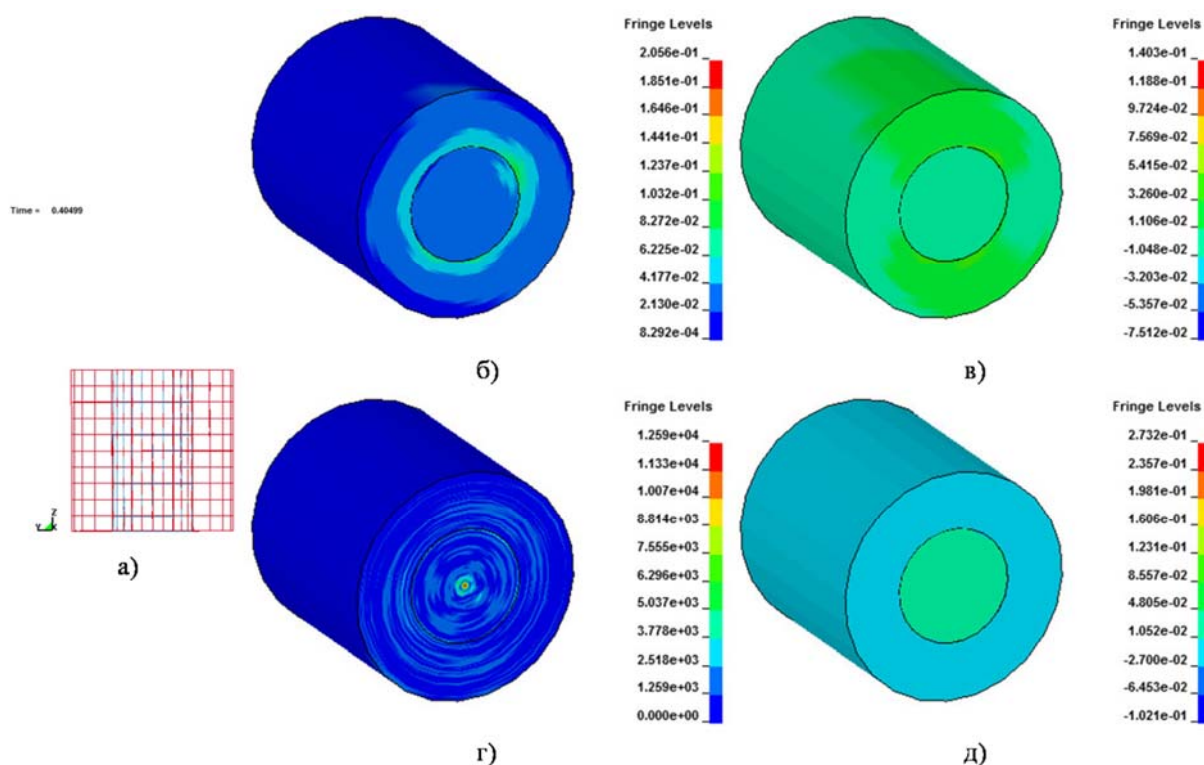 Fringe Levels
2.056e-01
1.851e-01
1.646e-01
1.441e-01
1.237e-01
1.032e-01
8.272e-02
6.225e-02
4.177e-02
2.130e-02
8.292e-04
Fringe Levels
1.403e-01
1.188e-01
9.724e-02
7.569e-02
5.415e-02
3.260e-02
1.106e-02
-1.048e-02
-3.203e-02
-5.357e-02
-7.512e-02
Time = 0.40499
б)
в)
Z
Y X
а)
Fringe Levels
1.259e+04
1.133e+04
1.007e+04
8.814e+03
7.555e+03
6.296e+03
5.037e+03
3.778e+03
2.518e+03
1.259e+03
0.000e+00
Fringe Levels
2.732e-01
2.357e-01
1.981e-01
1.606e-01
1.231e-01
8.557e-02
4.805e-02
1.052e-02
-2.700e-02
-6.453e-02
-1.021e-01
г)
д)